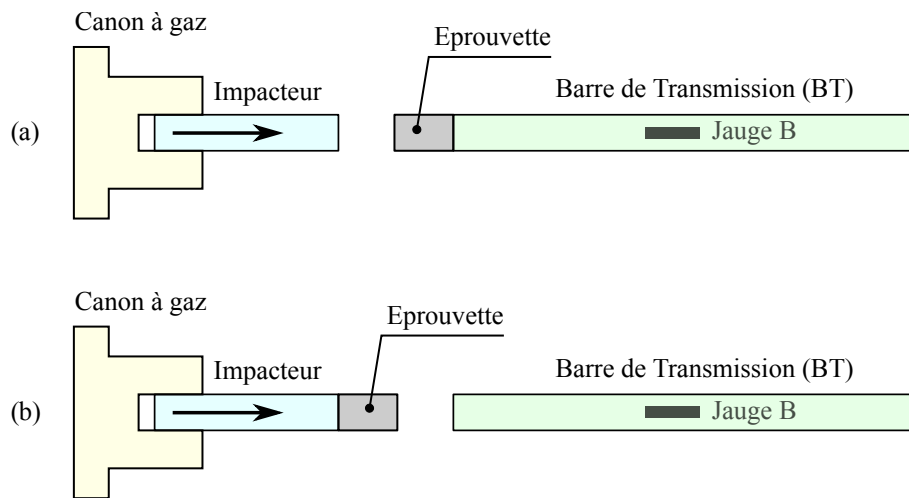 Canon à gaz
Eprouvette
Impacteur
Barre de Transmission (BT)
(a)
Jauge B
Canon à gaz
Eprouvette
Impacteur
Barre de Transmission (BT)
(b)
Jauge B